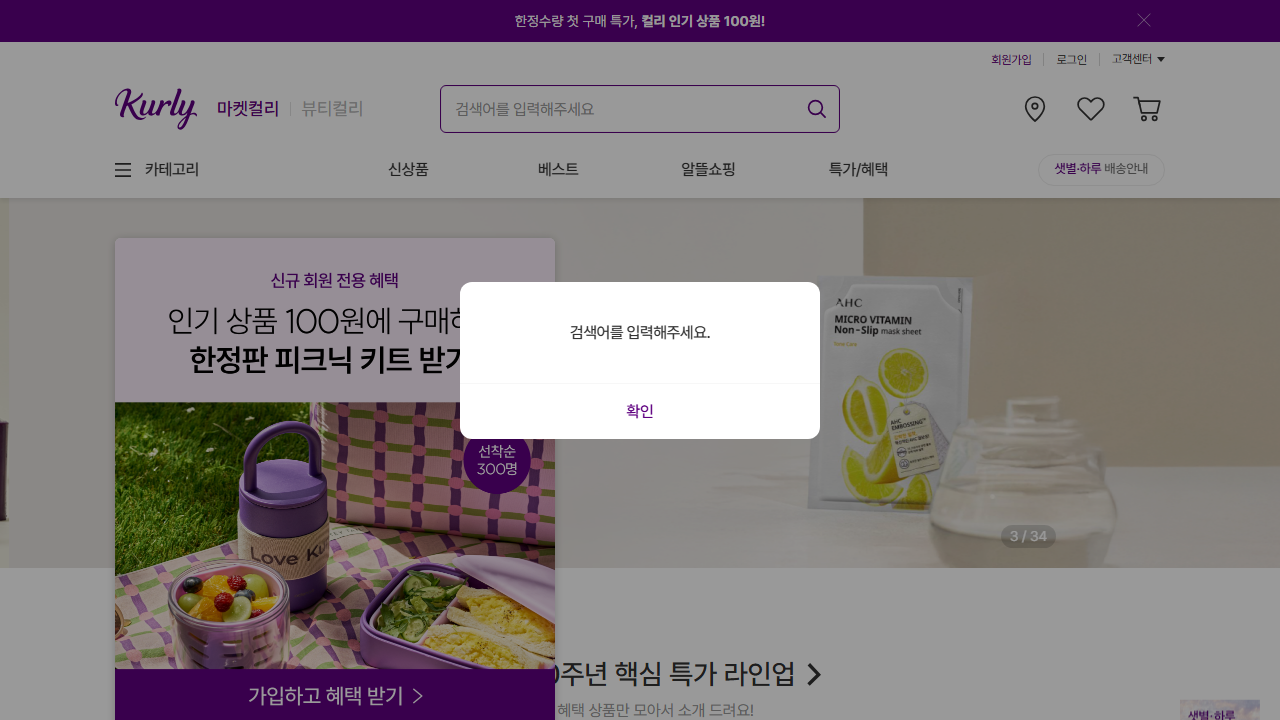 한정수량 첫 구매 특가, 컬리 인기 상품 100원!
회원가입
로그인
고객센터
Kurly
마켓컬리
뷰티컬리
검색어를 입력해주세요
카테고리
신상품
베스트
알뜰쇼핑
특가/혜택
샛별·하루 배송안내
신규 회원 전용 혜택
인기 상품 100원에 구매하
한정판 피크닉 키트 받기
검색어를 입력해주세요.
확인
선착순
300명
Love Ku
가입하고 혜택 받기
AHC
MICRO VITAMIN
Non-Slip mask sheet
AHC
EMBOSSING
3 / 34
0주년 핵심 특가 라인업
혜택 상품만 모아서 소개 드려요!
샛별·하루